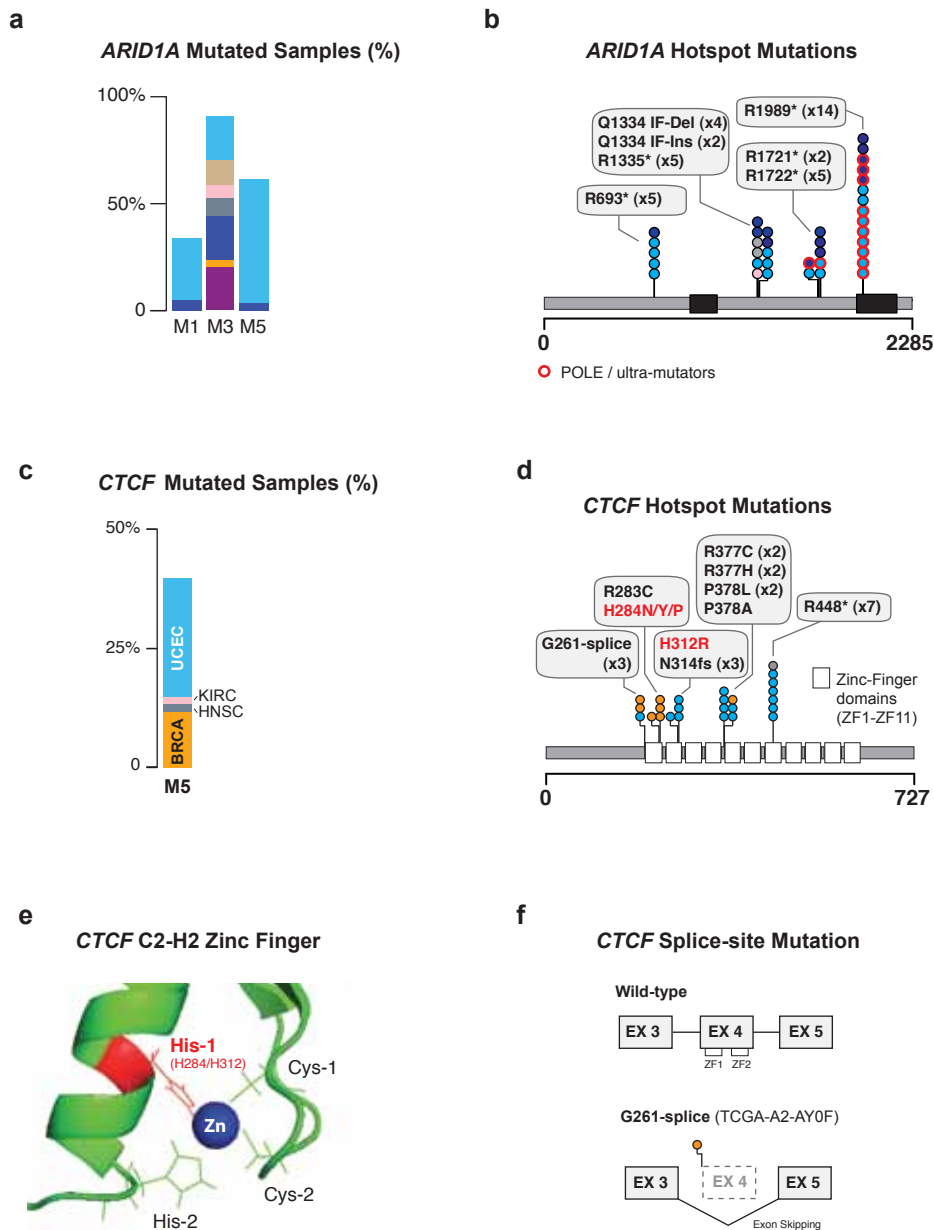 a
ARID1A Mutated Samples (%)
100%
50%
0
M1 M3 M5
b
ARID1A Hotspot Mutations
R1989* (x14)
Q1334 IF-Del (x4)
Q1334 IF-Ins (x2)
R1335* (x5)
R1721* (x2)
R1722* (x5)
R693* (x5)
0
2285
POLE / ultra-mutators
c
CTCF Mutated Samples (%)
50%
25%
0
UCEC
KIRC
HNSC
BRCA
M5
d
CTCF Hotspot Mutations
R377C (x2)
R377H (x2)
P378L (x2)
P378A
R283C
H284N/Y/P
R448* (x7)
G261-splice
(x3)
H312R
N314fs (x3)
Zinc-Finger
domains
(ZF1-ZF11)
0
727
e
CTCF C2-H2 Zinc Finger
His-1
(H284/H312)
Cys-1
Zn
Cys-2
His-2
f
CTCF Splice-site Mutation
Wild-type
EX 3 EX 4 EX 5
ZF1 ZF2
G261-splice (TCGA-A2-AY0F)
EX 3 EX 4 EX 5
Exon Skipping